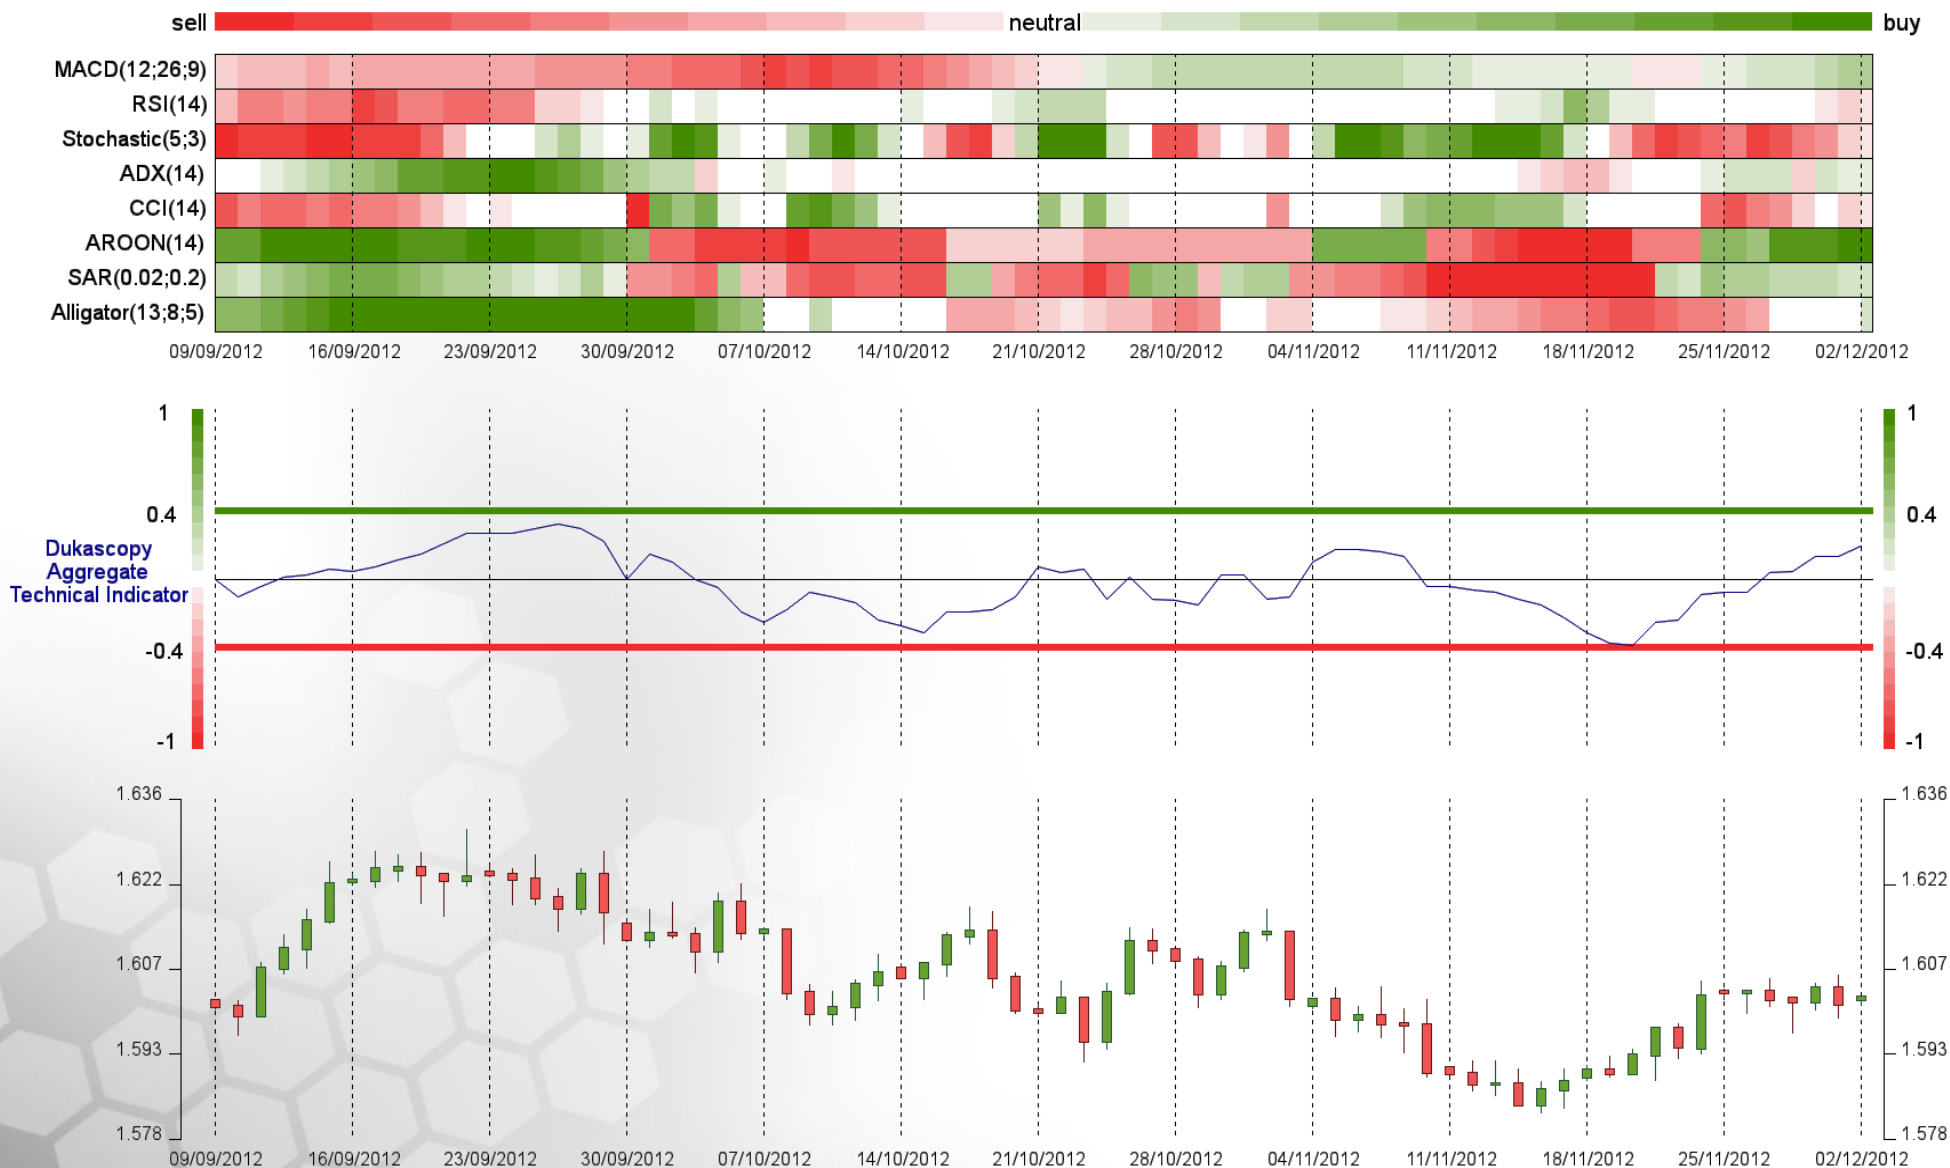 sell neutral buy
MACD(12;26;9)
RSI(14)
Stochastic(5;3)
ADX(14)
CCI(14)
AROON(14)
SAR(0.02;0.2)
Alligator(13;8;5)
09/09/2012 16/09/2012 23/09/2012 30/09/2012 07/10/2012 14/10/2012 21/10/2012 28/10/2012 04/11/2012 11/11/2012 18/11/2012 25/11/2012 02/12/2012
1 1
0.4 0.4
Dukascopy
Aggregate
Technical Indicator
-0.4 -0.4
-1 -1
1.636 1.636
1.622 1.622
1.607 1.607
1.593 1.593
1.578 1.578
09/09/2012 16/09/2012 23/09/2012 30/09/2012 07/10/2012 14/10/2012 21/10/2012 28/10/2012 04/11/2012 11/11/2012 18/11/2012 25/11/2012 02/12/2012